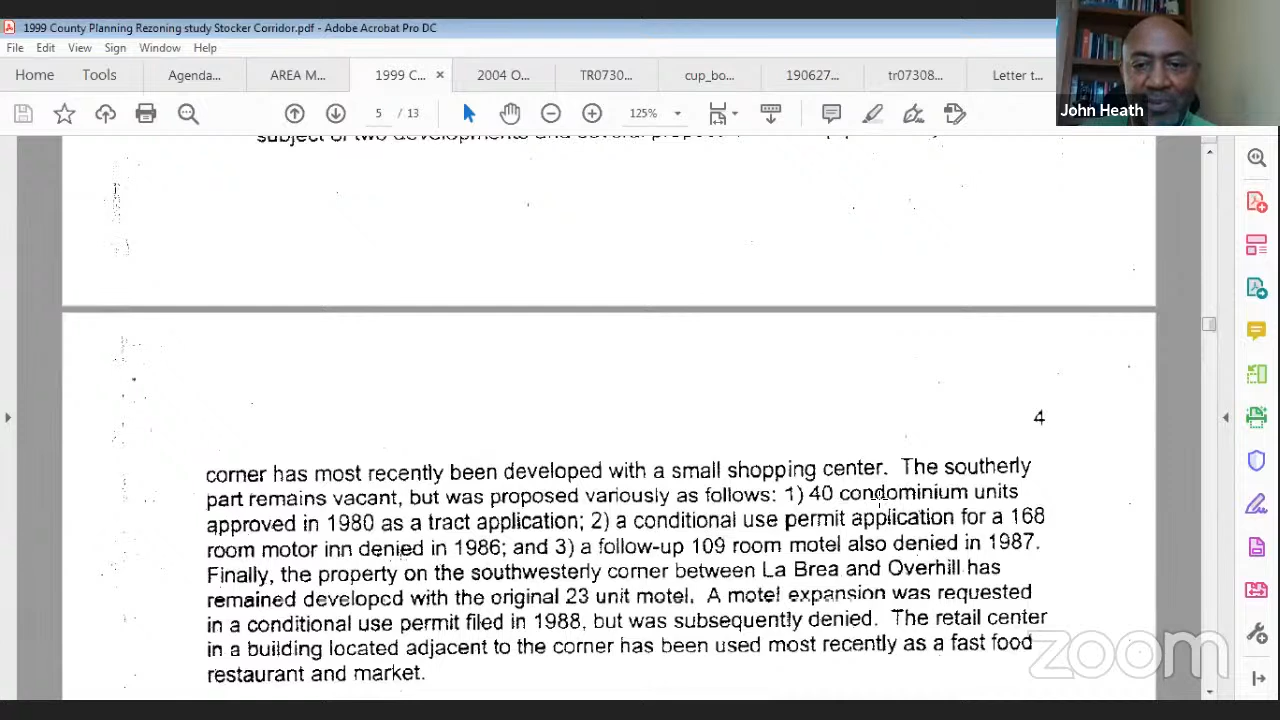 1999 County Planning Rezoning study Stocker Corridor.pdf - Adobe Acrobat Pro DC
File Edit View Sign Window Help
Home Tools Agenda... AREA M... 1999 C... × 2004 O... TR0730... cup_bo... 190627... tr07308... Letter t
5 / 13 125%
John Heath
subject of two developments and several
4
corner has most recently been developed with a small shopping center. The southerly
part remains vacant, but was proposed variously as follows: 1) 40 condominium units
approved in 1980 as a tract application; 2) a conditional use permit application for a 168
room motor inn denied in 1986; and 3) a follow-up 109 room motel also denied in 1987.
Finally, the property on the southwesterly corner between La Brea and Overhill has
remained developed with the original 23 unit motel. A motel expansion was requested
in a conditional use permit filed in 1988, but was subsequently denied. The retail center
in a building located adjacent to the corner has been used most recently as a fast food
restaurant and market.
zoom